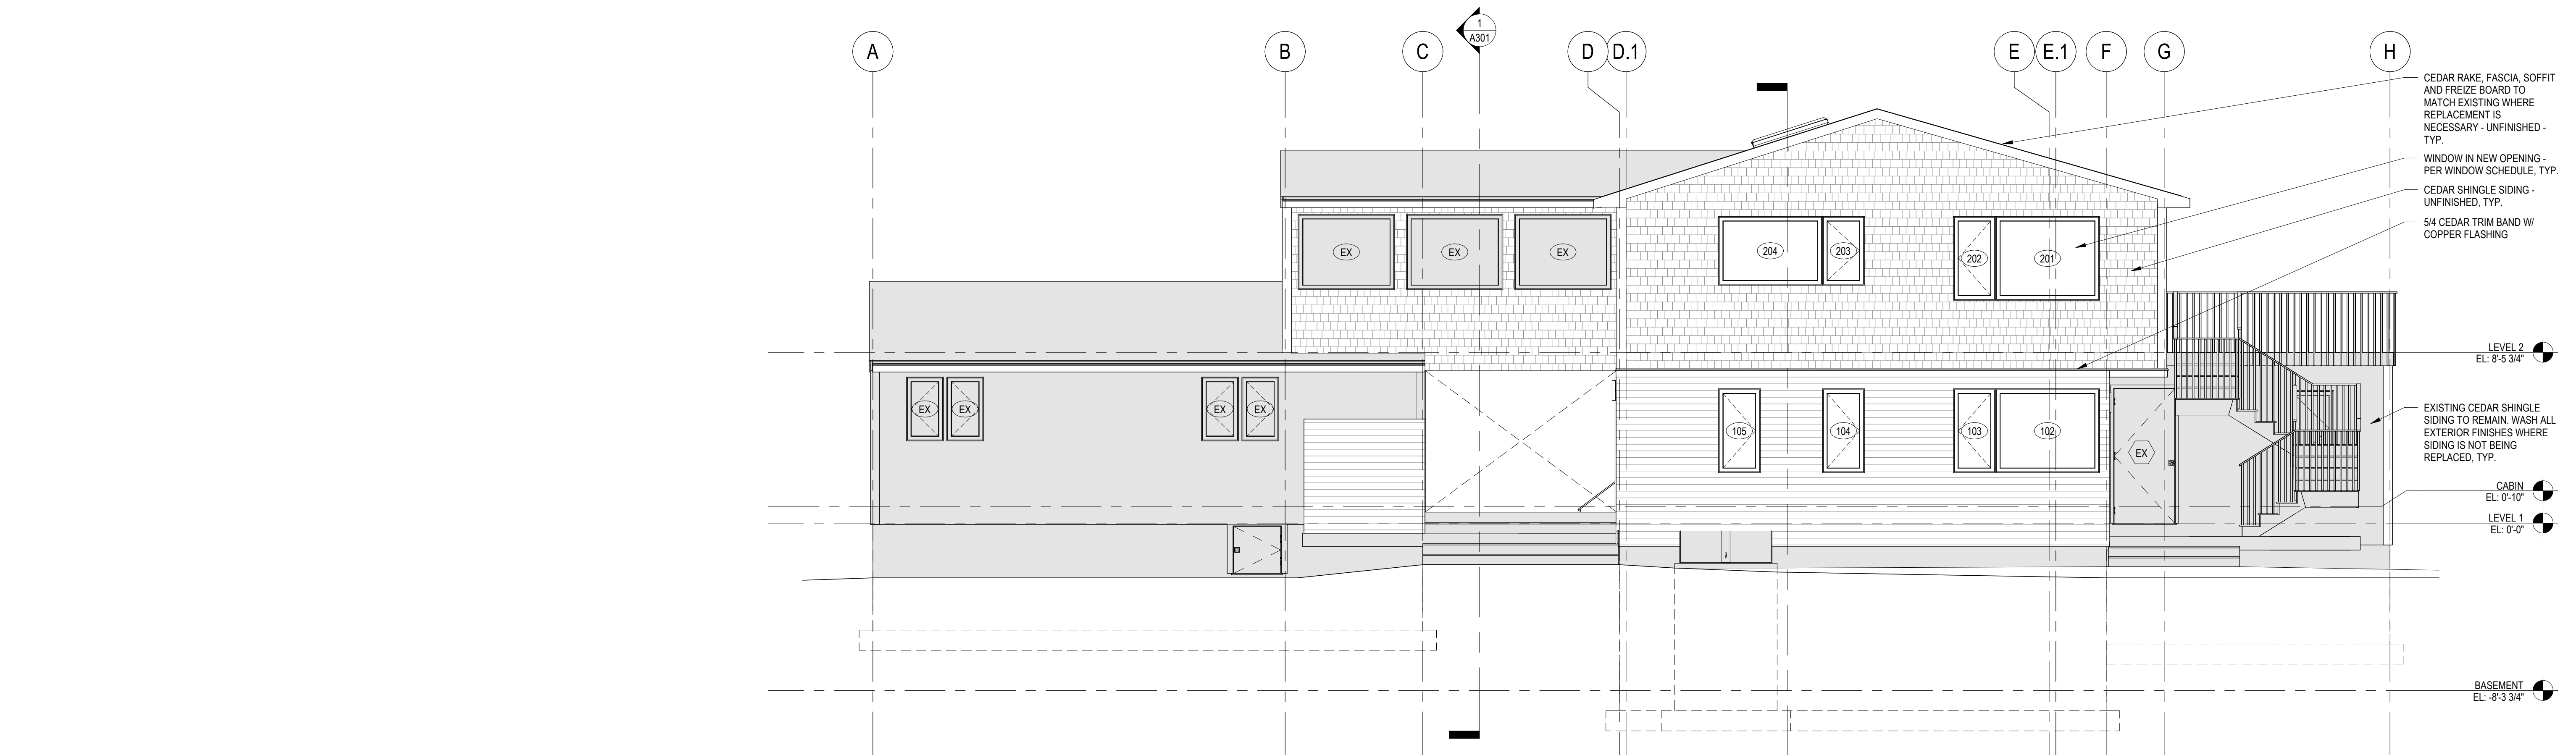 1
A301
A
B
C
D
D.1
E
E.1
F
G
H
CEDAR RAKE, FASCIA, SOFFIT
AND FREIZE BOARD TO
MATCH EXISTING WHERE
REPLACEMENT IS
NECESSARY - UNFINISHED -
TYP.
WINDOW IN NEW OPENING -
PER WINDOW SCHEDULE, TYP.
CEDAR SHINGLE SIDING -
UNFINISHED, TYP.
5/4 CEDAR TRIM BAND W/
COPPER FLASHING
EX
EX
EX
204
203
202
201
LEVEL 2
EL: 8'-5 3/4"
EX
EX
EX
EX
105
104
103
102
EX
EXISTING CEDAR SHINGLE
SIDING TO REMAIN. WASH ALL
EXTERIOR FINISHES WHERE
SIDING IS NOT BEING
REPLACED, TYP.
CABIN
EL: 0'-10"
LEVEL 1
EL: 0'-0"
BASEMENT
EL: -8'-3 3/4"